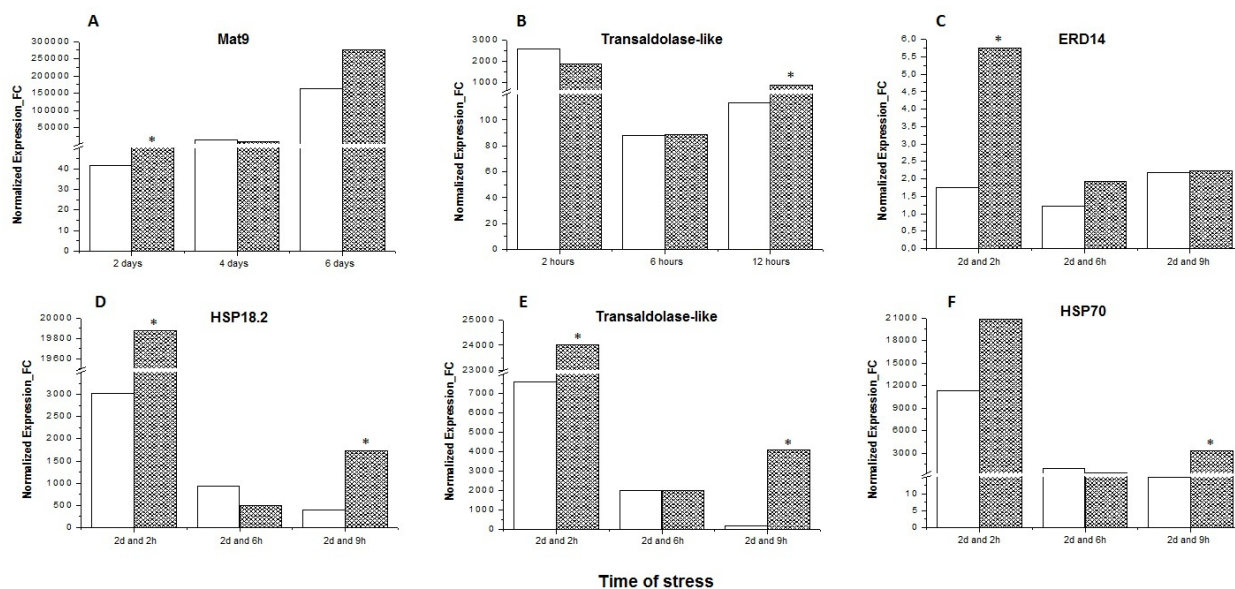 A
Mat9
Normalized Expression_FC
300000
250000
200000
150000
100000
50000
40
30
20
10
0
*
2 days
4 days
6 days
B
Transaldolase-like
Normalized Expression_FC
3000
2000
1000
100
80
60
40
20
0
*
2 hours
6 hours
12 hours
C
ERD14
Normalized Expression_FC
6,0
5,5
5,0
4,5
4,0
3,5
3,0
2,5
2,0
1,5
1,0
0,5
0,0
*
2d and 2h
2d and 6h
2d and 9h
D
HSP18.2
Normalized Expression_FC
20000
19800
19600
3000
2500
2000
1500
1000
500
0
*
*
2d and 2h
2d and 6h
2d and 9h
E
Transaldolase-like
Normalized Expression_FC
25000
24000
23000
7000
6000
5000
4000
3000
2000
1000
0
*
*
2d and 2h
2d and 6h
2d and 9h
F
HSP70
Normalized Expression_FC
21000
18000
15000
12000
9000
6000
3000
10
5
0
*
2d and 2h
2d and 6h
2d and 9h
Time of stress